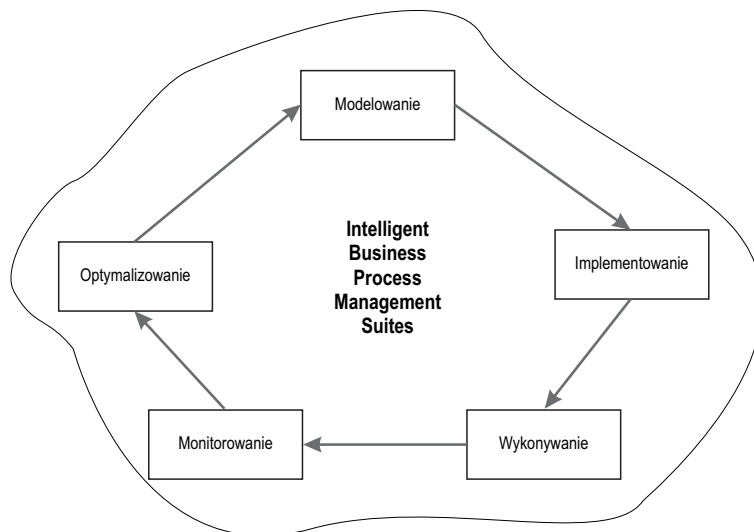 Modelowanie
Intelligent
Business
Process
Management
Suites
Optymalizowanie
Implementowanie
Monitorowanie
Wykonywanie